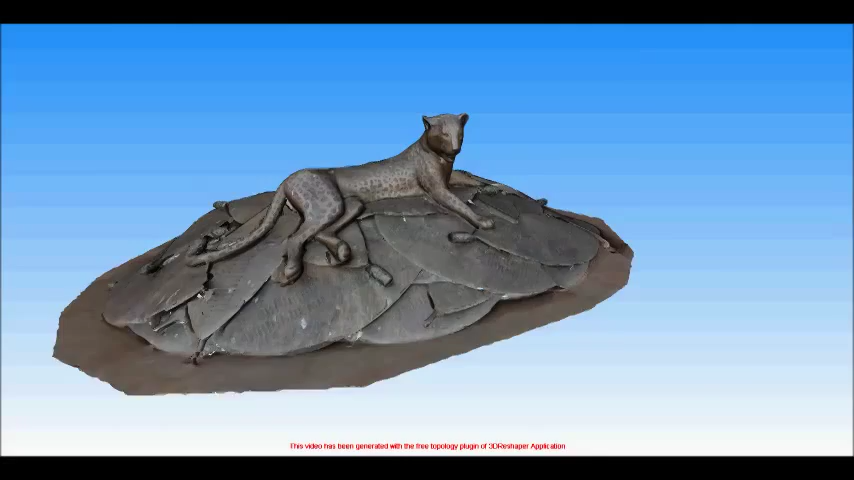 This video has been generated with the free topology plugin of 3DReshaper Application